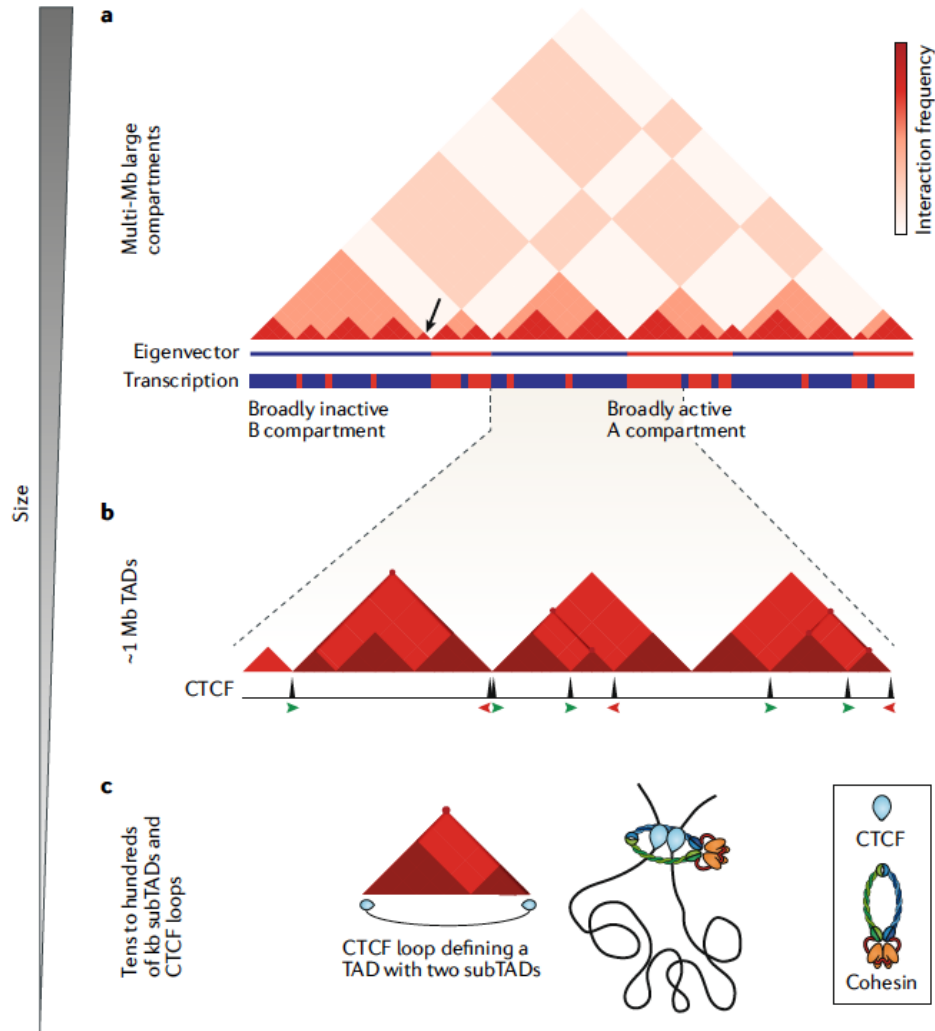 a
Multi-Mb large
compartments
Interaction frequency
Eigenvector
Transcription
Broadly inactive
B compartment
Broadly active
A compartment
Size
b
~1 Mb TADs
CTCF
c
Tens to hundreds
of kb subTADs and
CTCF loops
CTCF loop defining a
TAD with two subTADs
CTCF
Cohesin